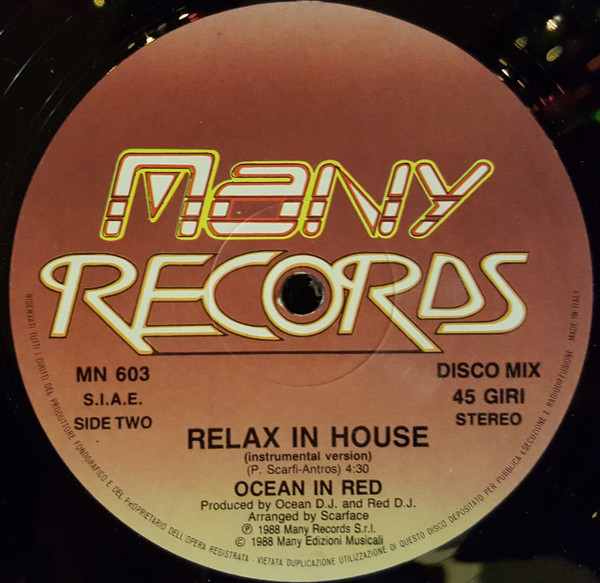 MANY
RECORDS
MN 603
S.I.A.E.
SIDE TWO
DISCO MIX
45 GIRI
STEREO
RELAX IN HOUSE
(instrumental version)
(P. Scarfi-Antros) 4:30
OCEAN IN RED
Produced by Ocean D.J. and Red D.J.
Arranged by Scarface
Ⓟ 1988 Many Records S.r.l.
© 1988 Many Edizioni Musicali
RISERVATI TUTTI I DIRITTI DEL PRODUTTORE FONOGRAFICO E DEL PROPRIETARIO DELL'OPERA REGISTRATA - VIETATA DUPLICAZIONE UTILIZZAZIONE DI QUESTO DISCO DEPOSITATO PER PUBBLICA ESECUZIONE E RADIODIFFUSIONE MADE IN ITALY